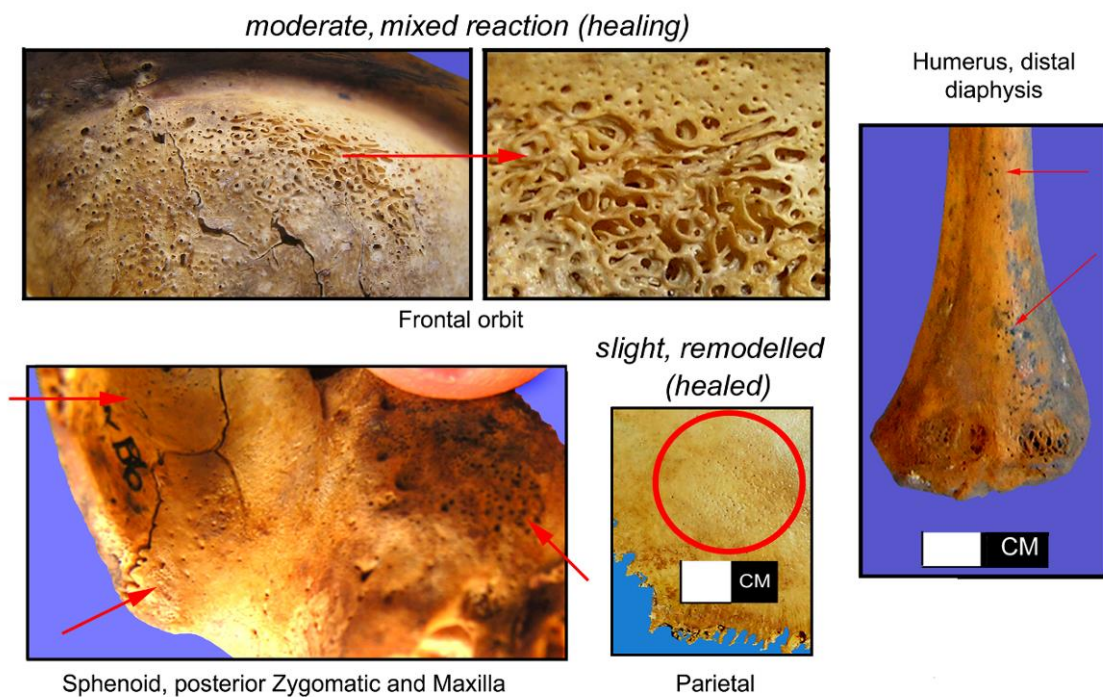 moderate, mixed reaction (healing)
Humerus, distal
diaphysis
Frontal orbit
slight, remodelled
(healed)
CM
CM
Sphenoid, posterior Zygomatic and Maxilla
Parietal